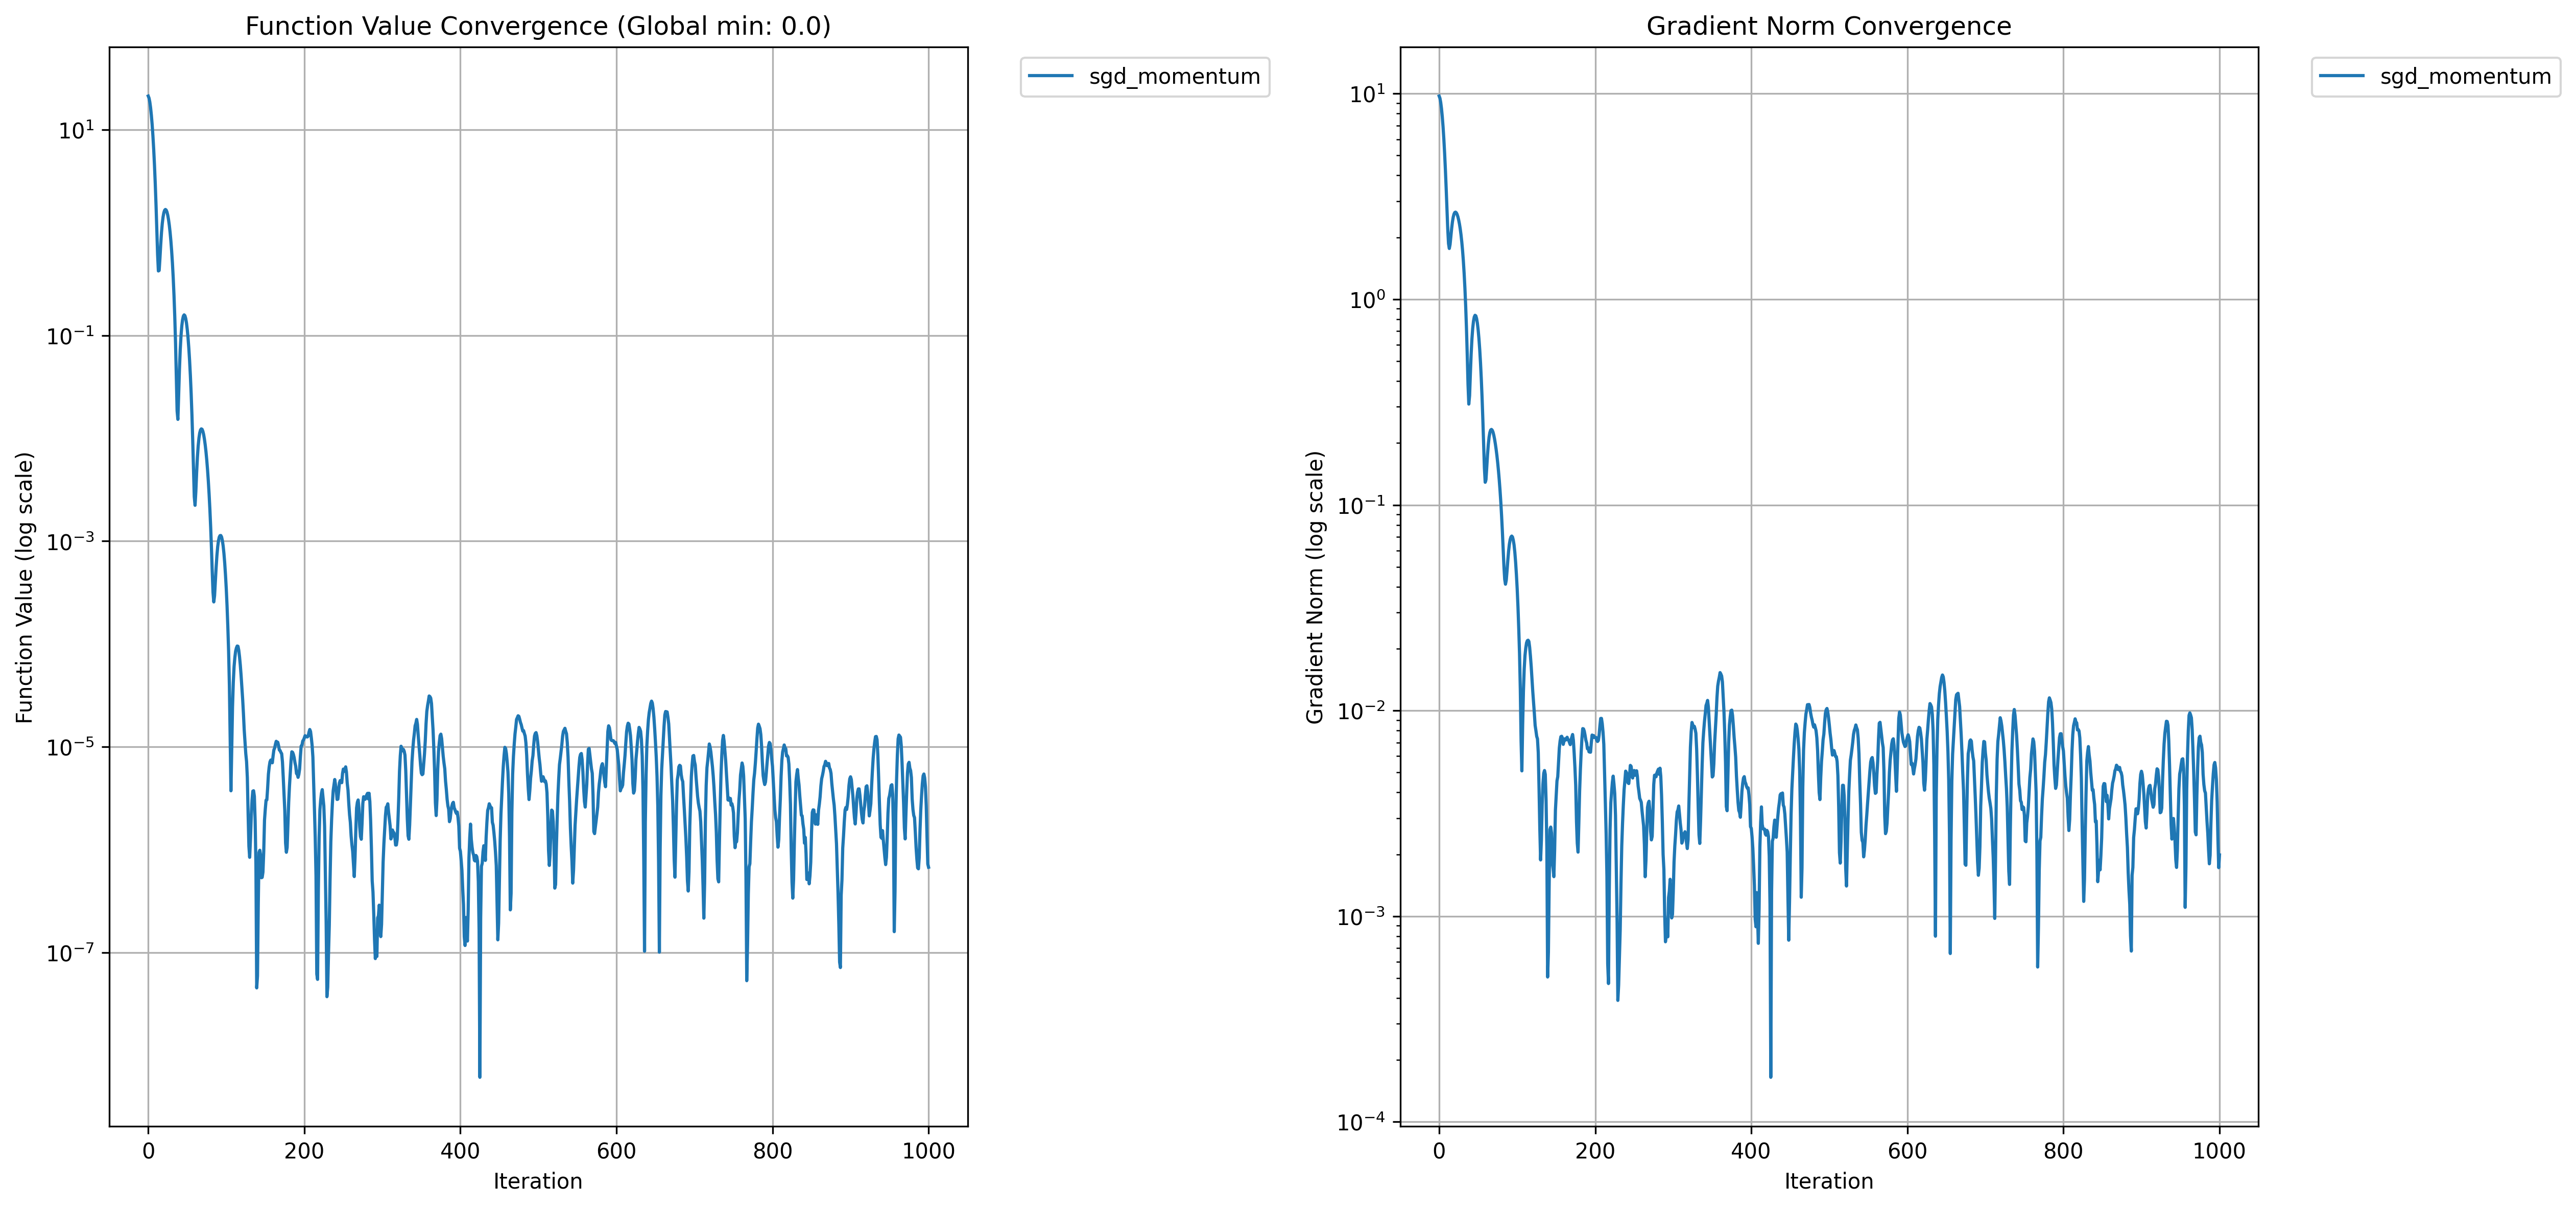 Function Value Convergence (Global min: 0.0)
sgd_momentum
Function Value (log scale)
10¹
10⁻¹
10⁻³
10⁻⁵
10⁻⁷
0 200 400 600 800 1000
Iteration
Gradient Norm Convergence
sgd_momentum
Gradient Norm (log scale)
10¹
10⁰
10⁻¹
10⁻²
10⁻³
10⁻⁴
0 200 400 600 800 1000
Iteration